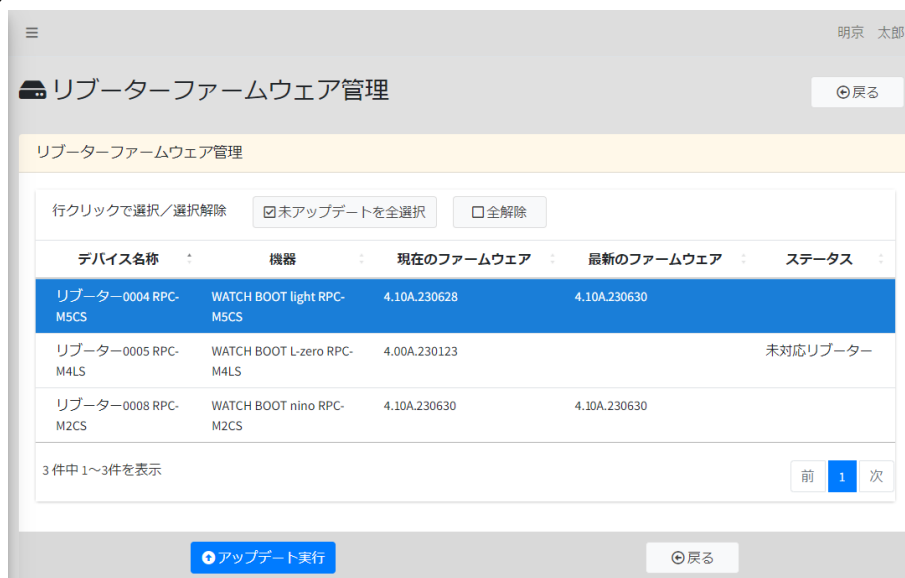 明京 太郎
リブーターファームウェア管理
戻る
リブーターファームウェア管理
行クリックで選択／選択解除 未アップデートを全選択 全解除
デバイス名称 機器 現在のファームウェア 最新のファームウェア ステータス
リブーター0004 RPC- WATCH BOOT light RPC- 4.10A.230628 4.10A.230630
M5CS M5CS
リブーター0005 RPC- WATCH BOOT L-zero RPC- 4.00A.230123 未対応リブーター
M4LS M4LS
リブーター0008 RPC- WATCH BOOT nino RPC- 4.10A.230630 4.10A.230630
M2CS M2CS
3 件中 1～3件を表示
前 1 次
アップデート実行 戻る